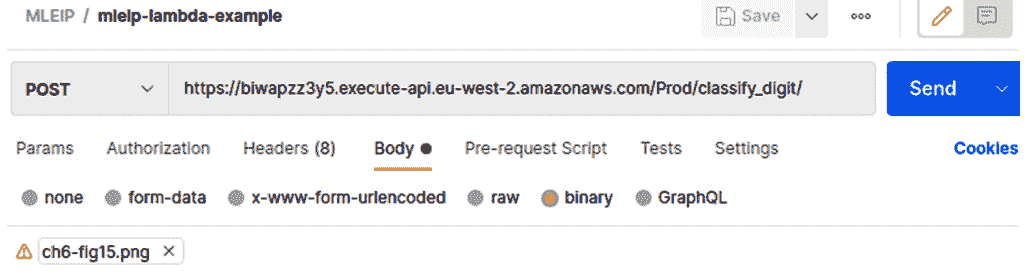 MLEIP / mleip-lambda-example Save
POST https://biwapzz3y5.execute-api.eu-west-2.amazonaws.com/Prod/classify_digit/ Send
Params Authorization Headers (8) Body Pre-request Script Tests Settings Cookies
none form-data x-www-form-urlencoded raw binary GraphQL
ch6-fig15.png